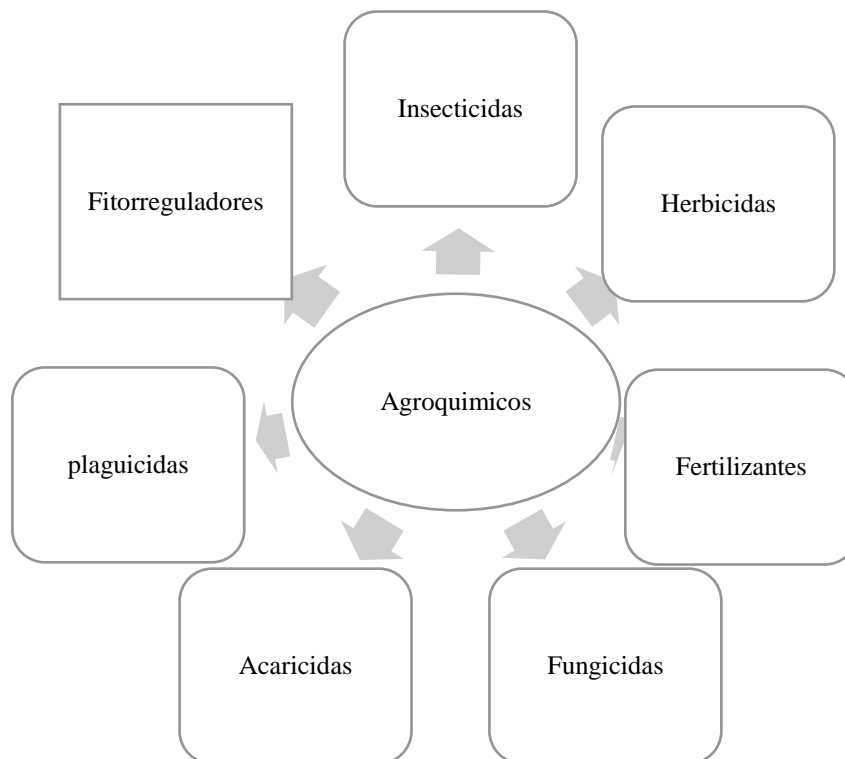 Insecticidas
Herbicidas
Fitorreguladores
Agroquimicos
plaguicidas
Fertilizantes
Acaricidas
Fungicidas